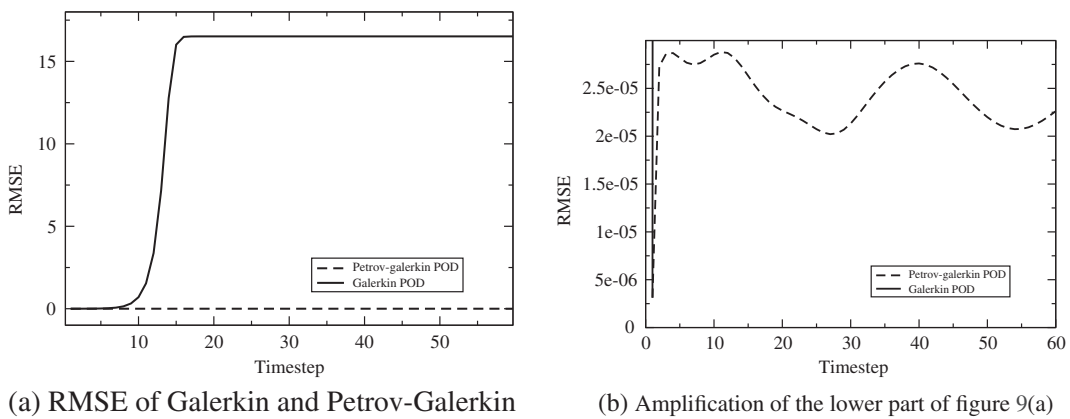 15
10
5
0
RMSE
Petrov-galerkin POD
Galerkin POD
10
20
30
40
50
Timestep
(a) RMSE of Galerkin and Petrov-Galerkin
2.5e-05
2e-05
1.5e-05
1e-05
5e-06
0
RMSE
Petrov-galerkin POD
Galerkin POD
0
10
20
30
40
50
60
Timestep
(b) Amplification of the lower part of figure 9(a)